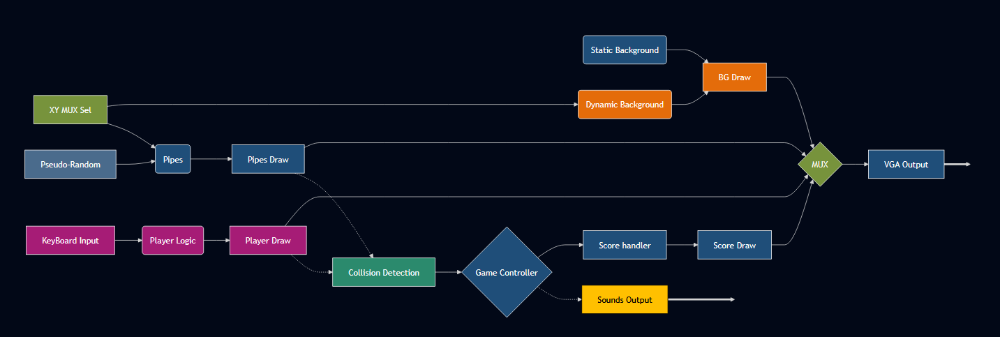 Static Background
BG Draw
XY MUX Sel
Dynamic Background
Pseudo-Random
Pipes
Pipes Draw
MUX
VGA Output
KeyBoard Input
Player Logic
Player Draw
Score handler
Score Draw
Collision Detection
Game Controller
Sounds Output